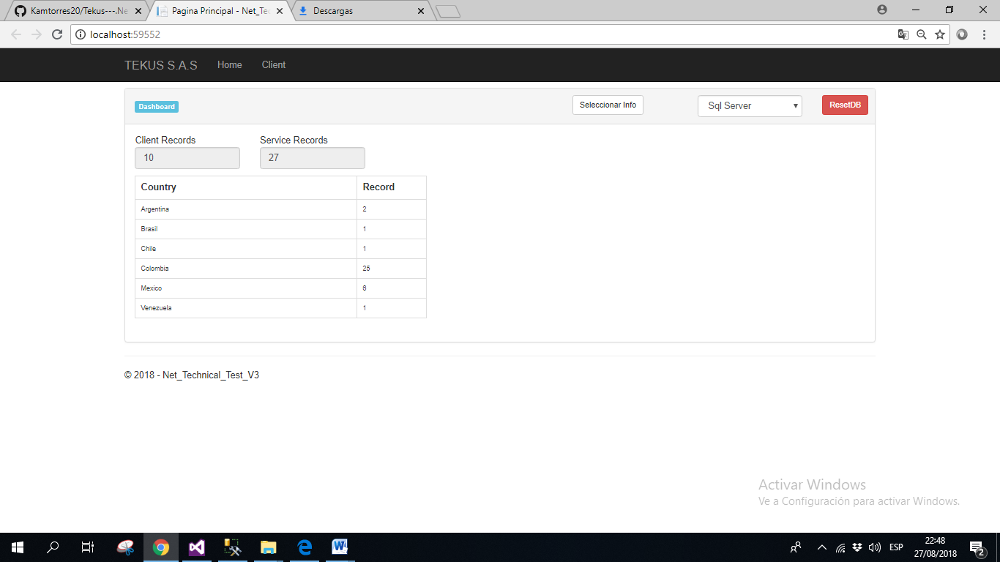 Kamtorres20/Tekus---.Ne
Pagina Principal - Net_Te
Descargas
localhost:59552
TEKUS S.A.S
Home
Client
Dashboard
Seleccionar Info
Sql Server
ResetDB
Client Records
Service Records
10
27
Country Record
Argentina 2
Brasil 1
Chile 1
Colombia 25
Mexico 6
Venezuela 1
© 2018 - Net_Technical_Test_V3
Activar Windows
Ve a Configuración para activar Windows.
ESP
22:48
27/08/2018
2